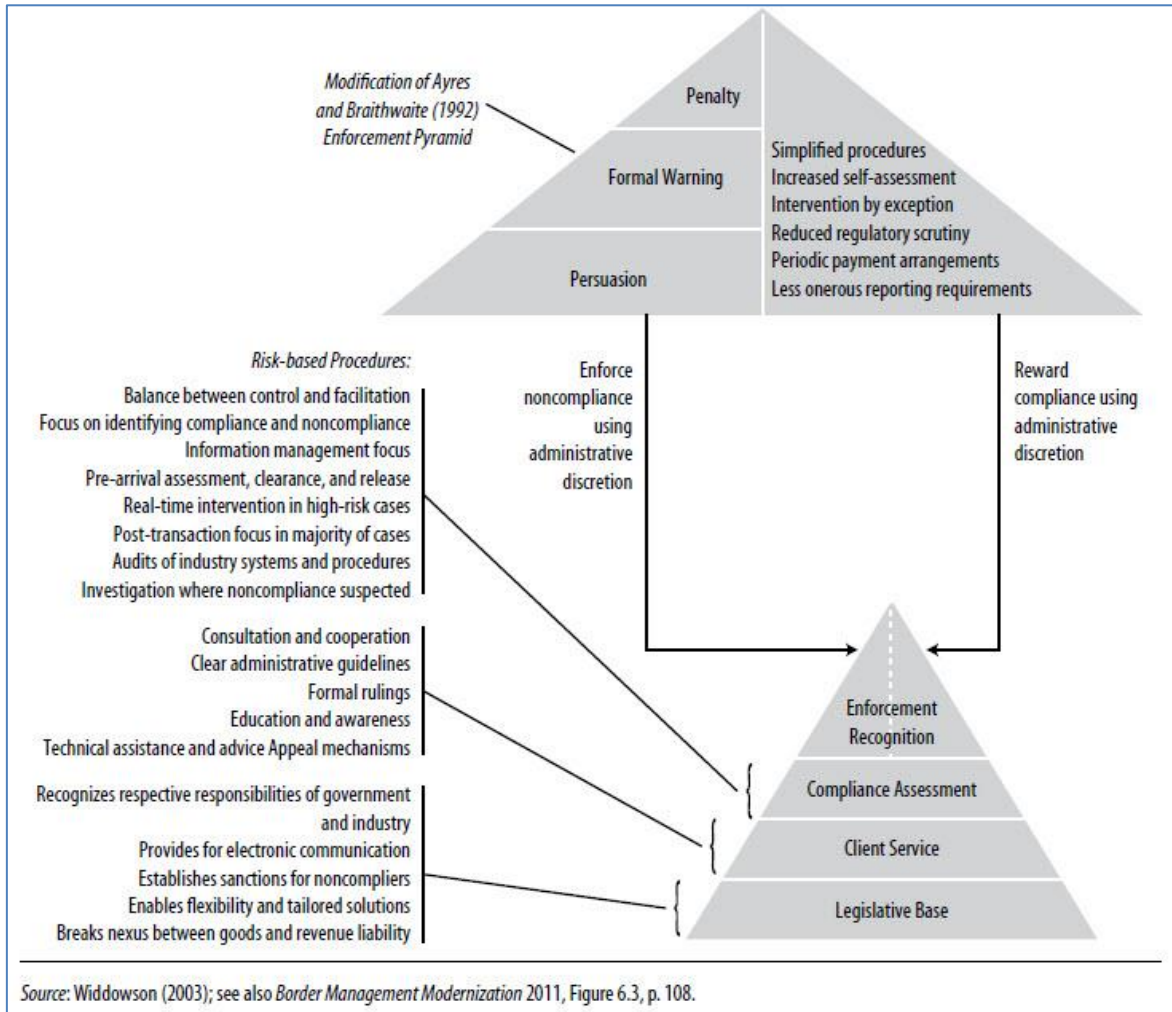 Modification of Ayres
and Braithwaite (1992)
Enforcement Pyramid
Penalty
Formal Warning
Persuasion
Simplified procedures
Increased self-assessment
Intervention by exception
Reduced regulatory scrutiny
Periodic payment arrangements
Less onerous reporting requirements
Enforce
noncompliance
using
administrative
discretion
Reward
compliance using
administrative
discretion
Risk-based Procedures:
Balance between control and facilitation
Focus on identifying compliance and noncompliance
Information management focus
Pre-arrival assessment, clearance, and release
Real-time intervention in high-risk cases
Post-transaction focus in majority of cases
Audits of industry systems and procedures
Investigation where noncompliance suspected
Consultation and cooperation
Clear administrative guidelines
Formal rulings
Education and awareness
Technical assistance and advice Appeal mechanisms
Recognizes respective responsibilities of government
and industry
Provides for electronic communication
Establishes sanctions for noncompliers
Enables flexibility and tailored solutions
Breaks nexus between goods and revenue liability
Enforcement
Recognition
Compliance Assessment
Client Service
Legislative Base
Source: Widdowson (2003); see also Border Management Modernization 2011, Figure 6.3, p. 108.